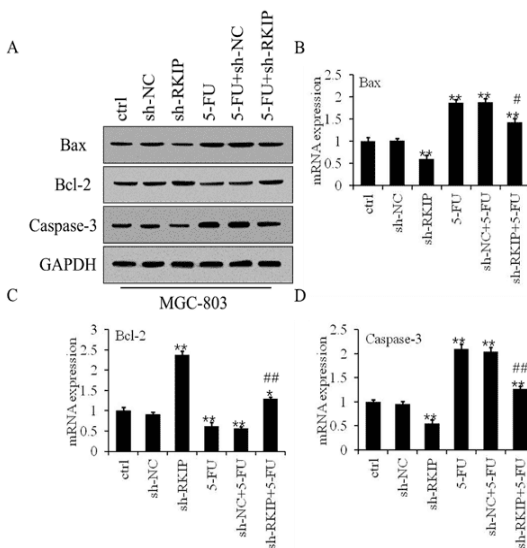 A
ctrl
sh-NC
sh-RKIP
5-FU
5-FU+sh-NC
5-FU+sh-RKIP
Bax
Bcl-2
Caspase-3
GAPDH
MGC-803
B
Bax
mRNA expression
2.5
2
1.5
1
0.5
0
**
**
**
#
**
ctrl
sh-NC
sh-RKIP
5-FU
sh-NC+5-FU
sh-RKIP+5-FU
C
Bcl-2
mRNA expression
3
2.5
2
1.5
1
0.5
0
**
**
**
##
*
ctrl
sh-NC
sh-RKIP
5-FU
sh-NC+5-FU
sh-RKIP+5-FU
D
Caspase-3
mRNA expression
2.5
2
1.5
1
0.5
0
**
**
**
##
**
ctrl
sh-NC
sh-RKIP
5-FU
sh-NC+5-FU
sh-RKIP+5-FU